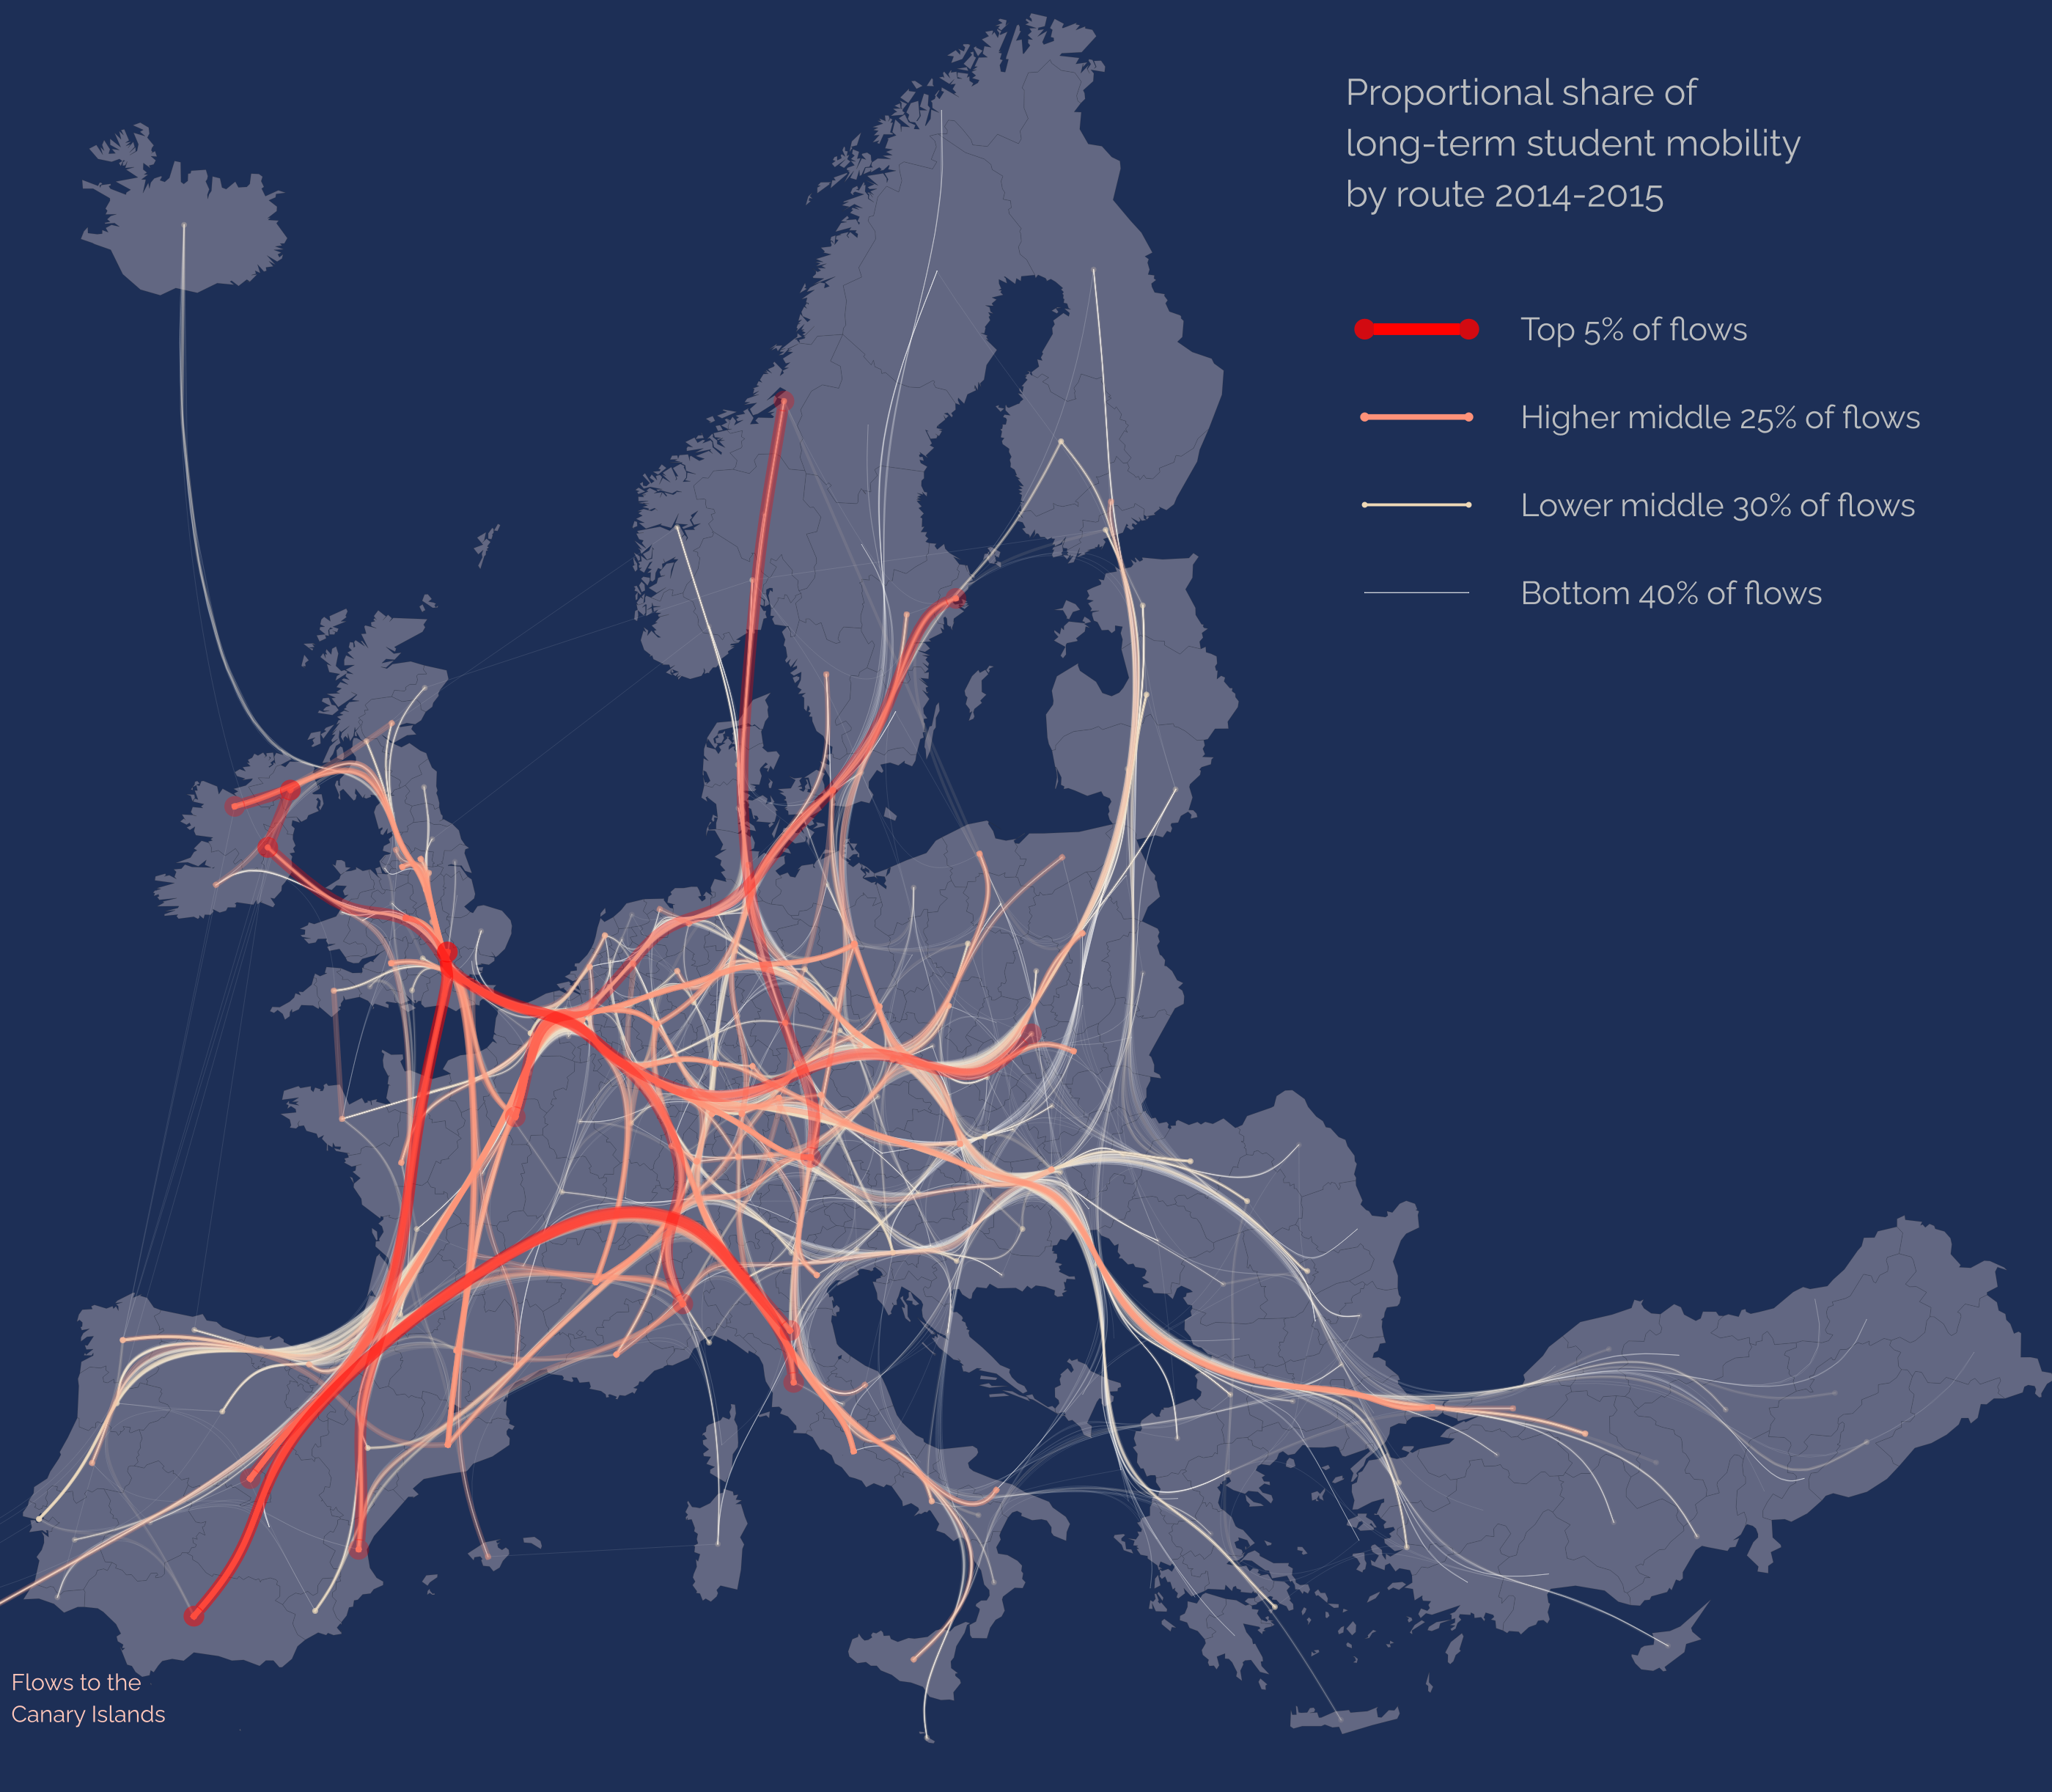 Proportional share of
long-term student mobility
by route 2014-2015
Top 5% of flows
Higher middle 25% of flows
Lower middle 30% of flows
Bottom 40% of flows
Flows to the
Canary Islands